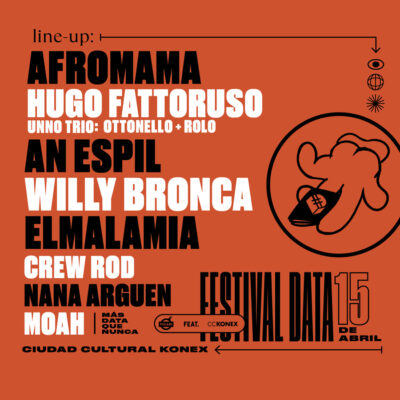 line-up:
AFROMAMA
HUGO FATTORUSO
UNNO TRIO: OTTONELLO + ROLO
AN ESPIL
WILLY BRONCA
ELMALAMIA
CREW ROD
NANA ARGUEN
MOAH
MÁS
DATA
QUE
NUNCA
FEAT. CCKONEX
FESTIVAL DATA
15
DE
ABRIL
CIUDAD CULTURAL KONEX